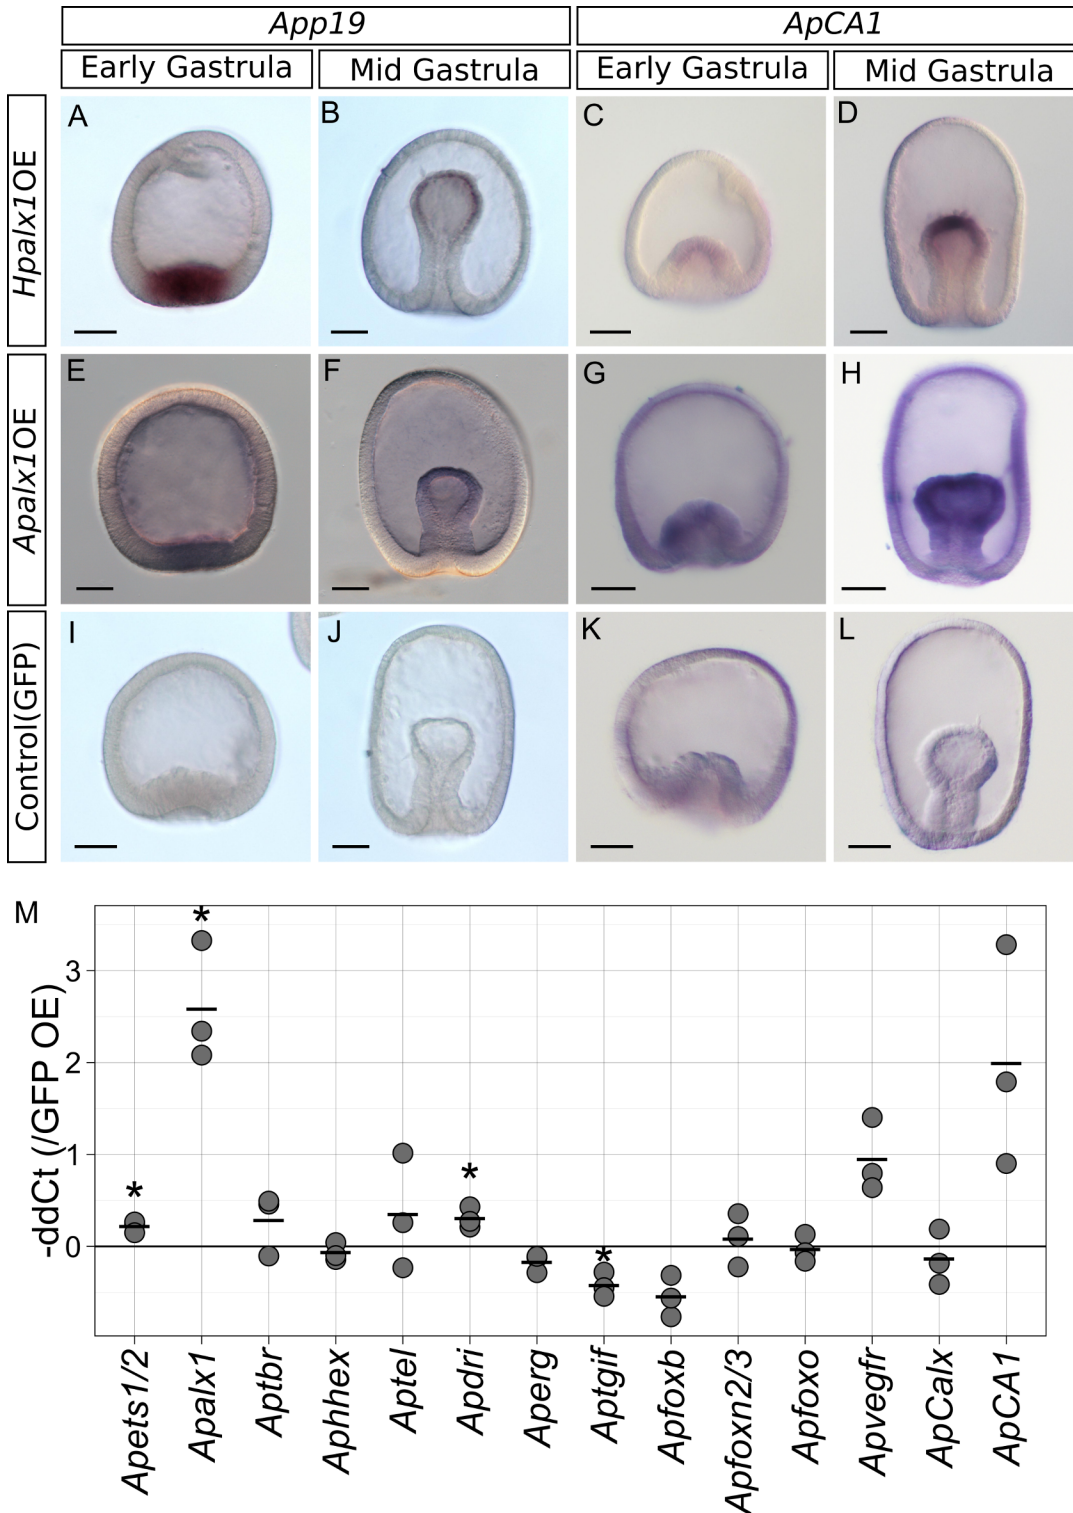 App19 ApCA1
Early Gastrula Mid Gastrula Early Gastrula Mid Gastrula
Hpalx1OE
A B C D
Apalx1OE
E F G H
Control(GFP)
I J K L
M
-ddCt (/GFP OE)
*
3
2
1
* *
*
0
Apets1/2 Apalx1 Aptbr Aphhex Aptel Apdri Aperg Aptgif Apfoxb Apfoxn2/3 Apfoxo Apvegfr ApCalx ApCA1